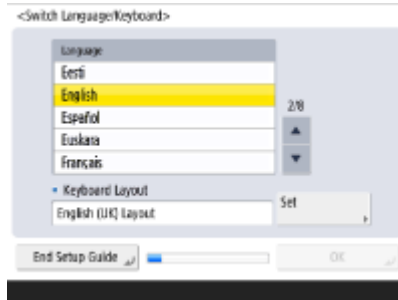 <Switch Language/Keyboard>
Language
Eesti
English
Español
Euskara
Français
2/8
Keyboard Layout
English (UK) Layout
Set
End Setup Guide
OK